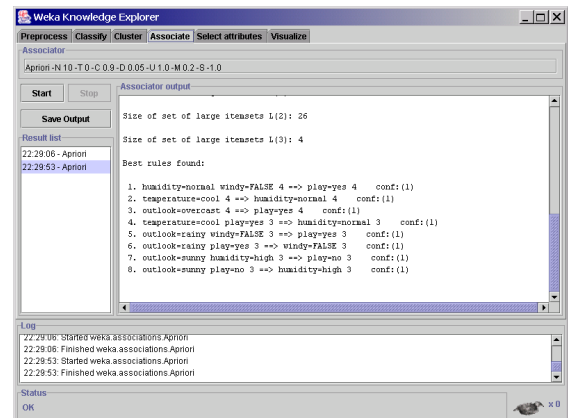 Weka Knowledge Explorer
Preprocess Classify Cluster Associate Select attributes Visualize
Associator
Apriori -N 10 -T 0 -C 0.9 -D 0.05 -U 1.0 -M 0.2 -S -1.0
Start Stop
Save Output
Result list
22:29:06 - Apriori
22:29:53 - Apriori
Associator output
Size of set of large itemsets L(2): 26
Size of set of large itemsets L(3): 4
Best rules found:
1. humidity=normal windy=FALSE 4 ==> play=yes 4 conf:(1)
2. temperature=cool 4 ==> humidity=normal 4 conf:(1)
3. outlook=overcast 4 ==> play=yes 4 conf:(1)
4. temperature=cool play=yes 3 ==> humidity=normal 3 conf:(1)
5. outlook=rainy windy=FALSE 3 ==> play=yes 3 conf:(1)
6. outlook=rainy play=yes 3 ==> windy=FALSE 3 conf:(1)
7. outlook=sunny humidity=high 3 ==> play=no 3 conf:(1)
8. outlook=sunny play=no 3 ==> humidity=high 3 conf:(1)
Log
22:29:06: Started weka.associations.Apriori
22:29:06: Finished weka.associations.Apriori
22:29:53: Started weka.associations.Apriori
22:29:53: Finished weka.associations.Apriori
Status
OK
x 0